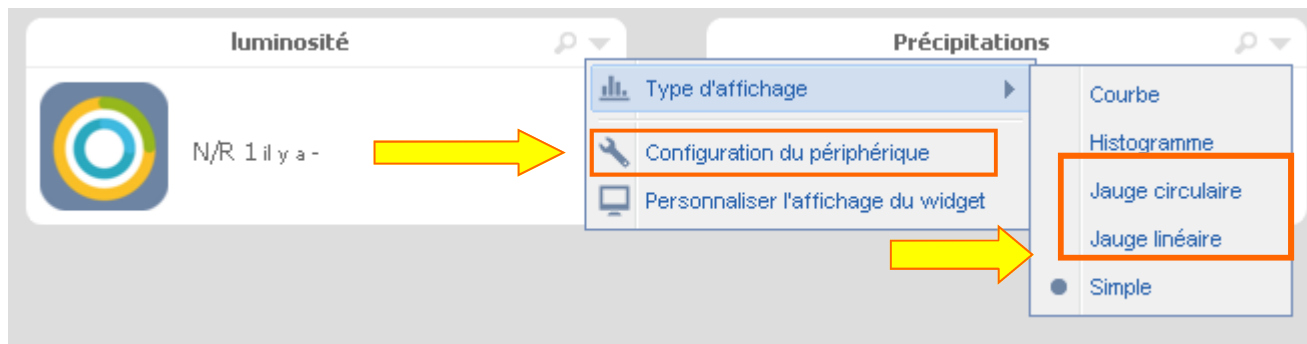 luminosité
Précipitations
N/R 1 il y a -
Type d'affichage
Configuration du périphérique
Personnaliser l'affichage du widget
Courbe
Histogramme
Jauge circulaire
Jauge linéaire
Simple